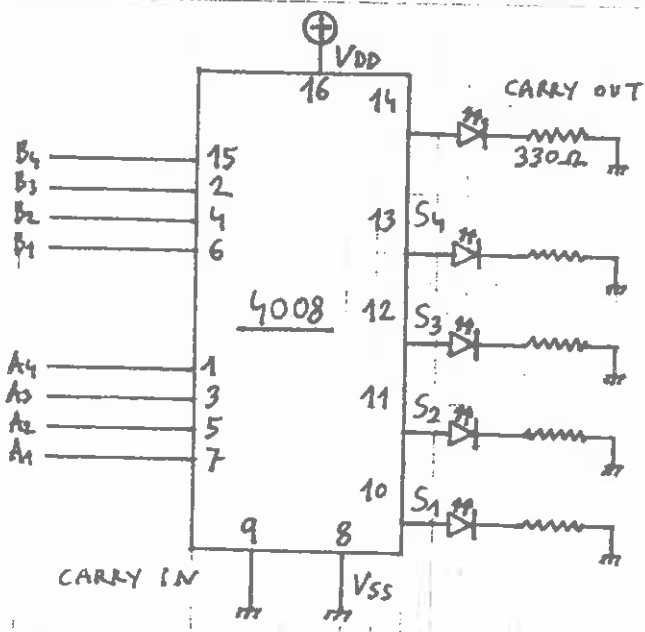 VDD
16
14
CARRY OUT
B4
15
330Ω
B3
2
B2
4
13
S4
B1
6
4008
12
S3
A4
1
A3
3
11
S2
A2
5
A1
7
10
S1
9
8
CARRY IN
VSS